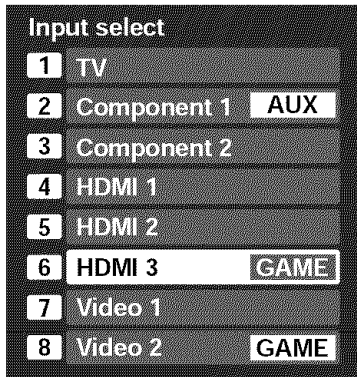 Input select
1 TV
2 Component 1 AUX
3 Component 2
4 HDMI 1
5 HDMI 2
6 HDMI 3 GAME
7 Video 1
8 Video 2 GAME